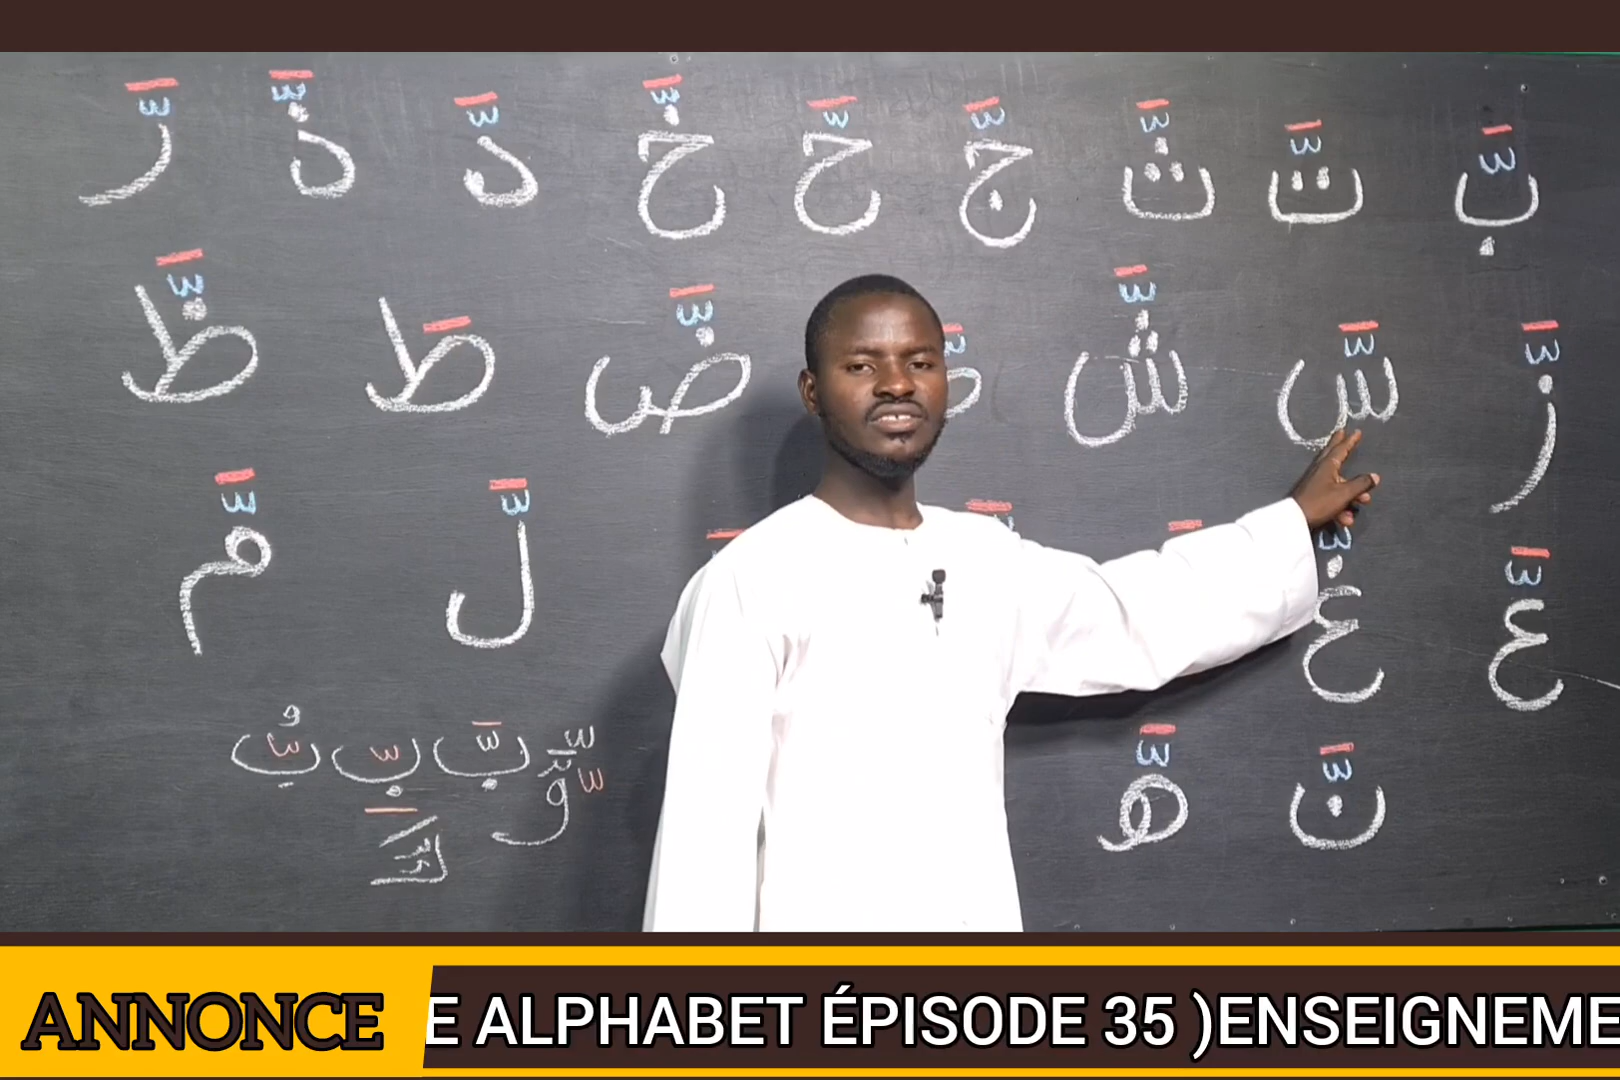 بَّ تَّ ثَّ جَّ حَّ خَّ دَّ ذَّ رَّ
زَّ سَّ شَّ ضَّ طَ ظَّ
عَّ غَّ لَّ مَّ
نَّ هَّ
بَّ بِّ بُّ
ANNONCE
E ALPHABET ÉPISODE 35 )ENSEIGNEME